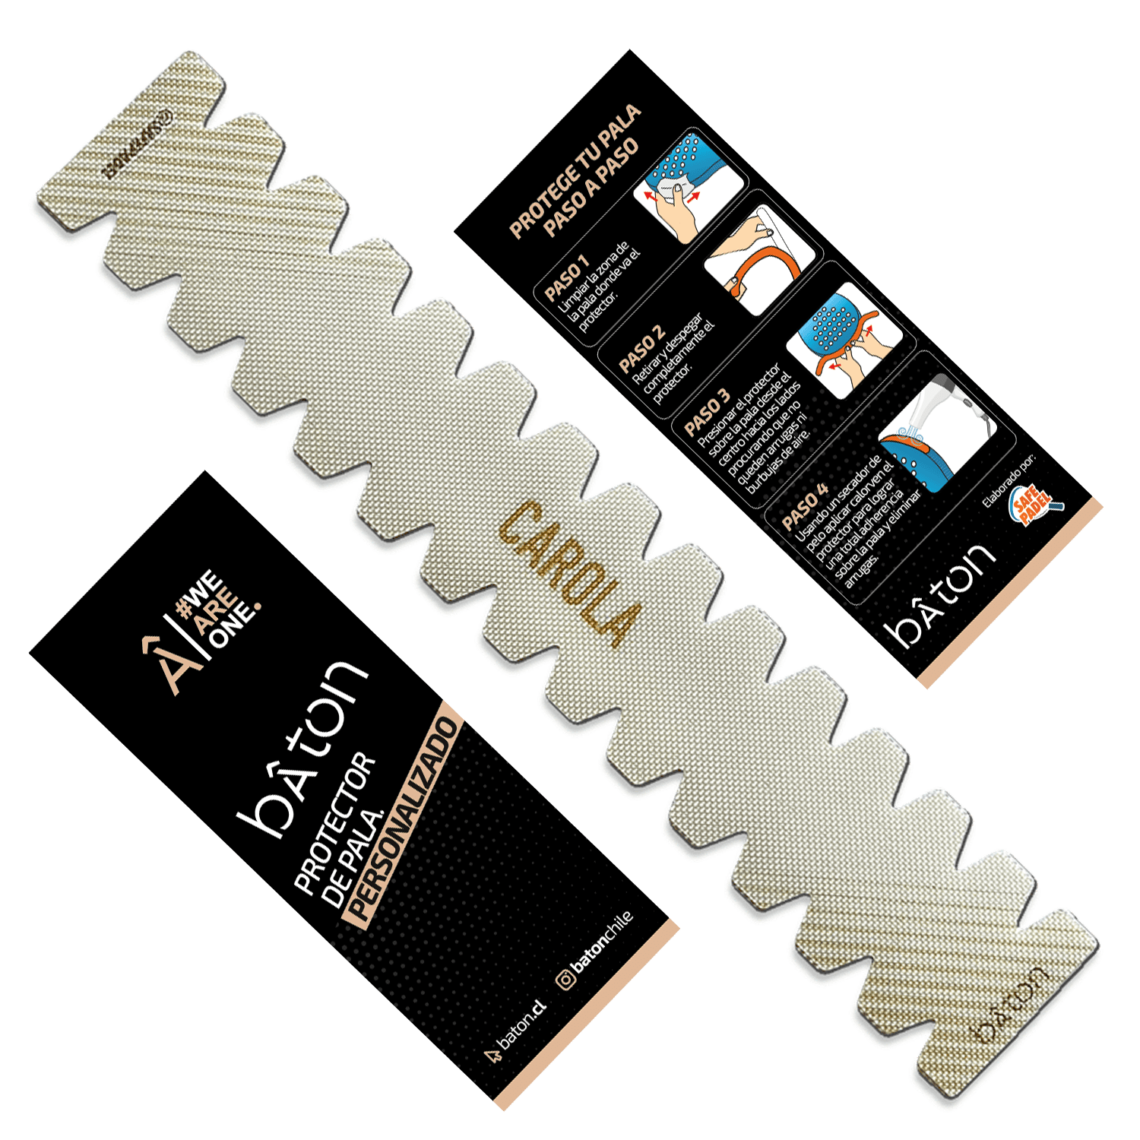 PROTEGE TU PALA
PASO A PASO
PASO 1
Limpiar la zona de
la pala donde va el
protector.
PASO 2
Retirar y despegar
completamente el
protector.
PASO 3
Presionar el protector
sobre la pala desde el
centro hacia los lados
procurando que no
queden arrugas ni
burbujas de aire.
PASO 4
Usando un secador de
pelo aplicar calor ven el
protector para lograr
una total adherencia
sobre la pala y eliminar
arrugas.
Elaborado por:
SAFE
PADEL
bâton
CAROLA
bâton
Â
#WE
ARE
ONE.
bâton
PROTECTOR
DE PALA.
PERSONALIZADO
baton.cl
batonchile